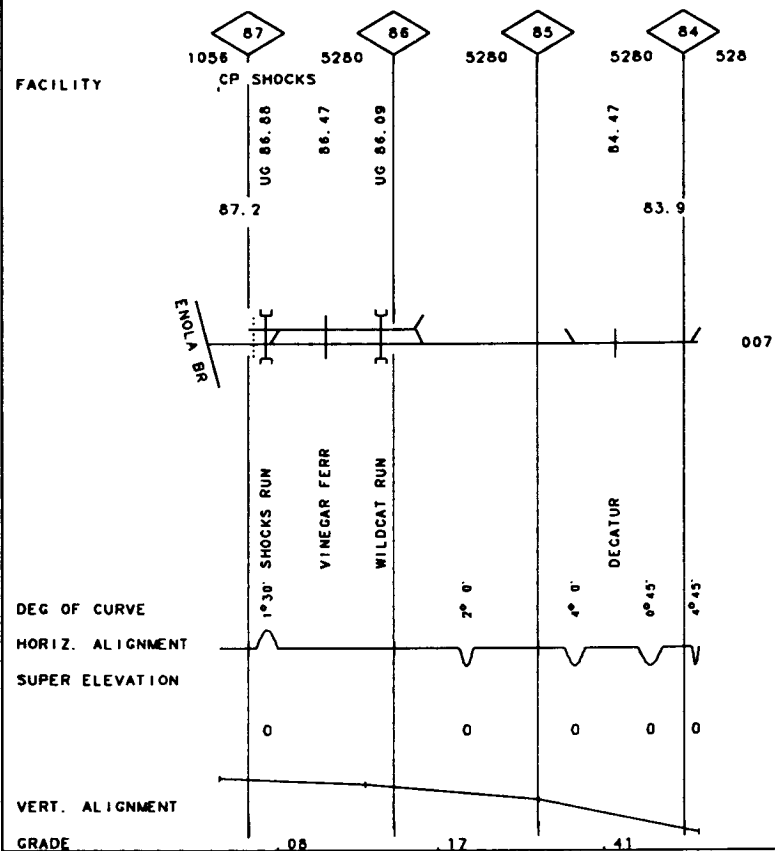 87 86 85 84
1056 5280 5280 5280 528
FACILITY
CP SHOCKS
UG 86.88
86.47
UG 86.09
84.47
87.2
83.9
ENOLA BR
007
SHOCKS RUN
VINEGAR FERR
WILDCAT RUN
DECATUR
DEG OF CURVE
1°30' 2° 0' 4° 0' 0°45' 4°45'
HORIZ. ALIGNMENT
SUPER ELEVATION
0 0 0 0 0
VERT. ALIGNMENT
GRADE .08 .17 .41